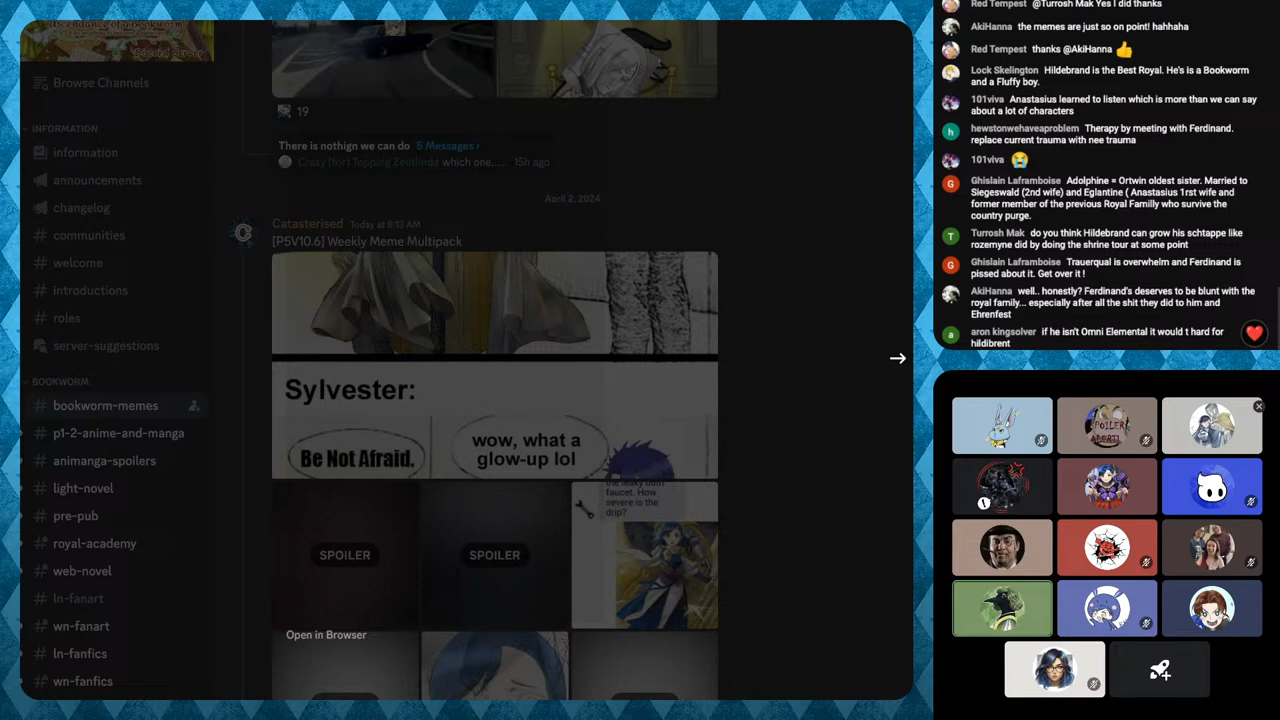 Ascendance of a Bookworm
Discord Server
Browse Channels
INFORMATION
information
announcements
changelog
communities
welcome
introductions
roles
server-suggestions
BOOKWORM
bookworm-memes
p1-2-anime-and-manga
animanga-spoilers
light-novel
pre-pub
royal-academy
web-novel
ln-fanart
wn-fanart
ln-fanfics
wn-fanfics
19
There is nothign we can do 5 Messages ›
Crazy [for] Topping Zentlinde which one..... 15h ago
April 2, 2024
Catasterised Today at 8:13 AM
[P5V10.6] Weekly Meme Multipack
Sylvester:
Be Not Afraid.
wow, what a
glow-up lol
SPOILER
SPOILER
the leaky bath
faucet. How
severe is the
drip?
Open in Browser
Red Tempest @Turrosh Mak Yes I did thanks
AkiHanna the memes are just so on point! hahhaha
Red Tempest thanks @AkiHanna 👍
Lock Skelington Hildebrand is the Best Royal. He's is a Bookworm
and a Fluffy boy.
101viva Anastasius learned to listen which is more than we can say
about a lot of characters
hewstonwehaveaproblem Therapy by meeting with Ferdinand.
replace current trauma with nee trauma
101viva 😭
Ghislain Laframboise Adolphine = Ortwin oldest sister. Married to
Siegeswald (2nd wife) and Eglantine ( Anastasius 1rst wife and
former member of the previous Royal Familly who survive the
country purge.
Turrosh Mak do you think Hildebrand can grow his schtappe like
rozemyne did by doing the shrine tour at some point
Ghislain Laframboise Trauerqual is overwhelm and Ferdinand is
pissed about it. Get over it !
AkiHanna well.. honestly? Ferdinand's deserves to be blunt with the
royal family... especially after all the shit they did to him and
Ehrenfest
aron kingsolver if he isn't Omni Elemental it would t hard for
hildibrent
SPOILER
ALERT!